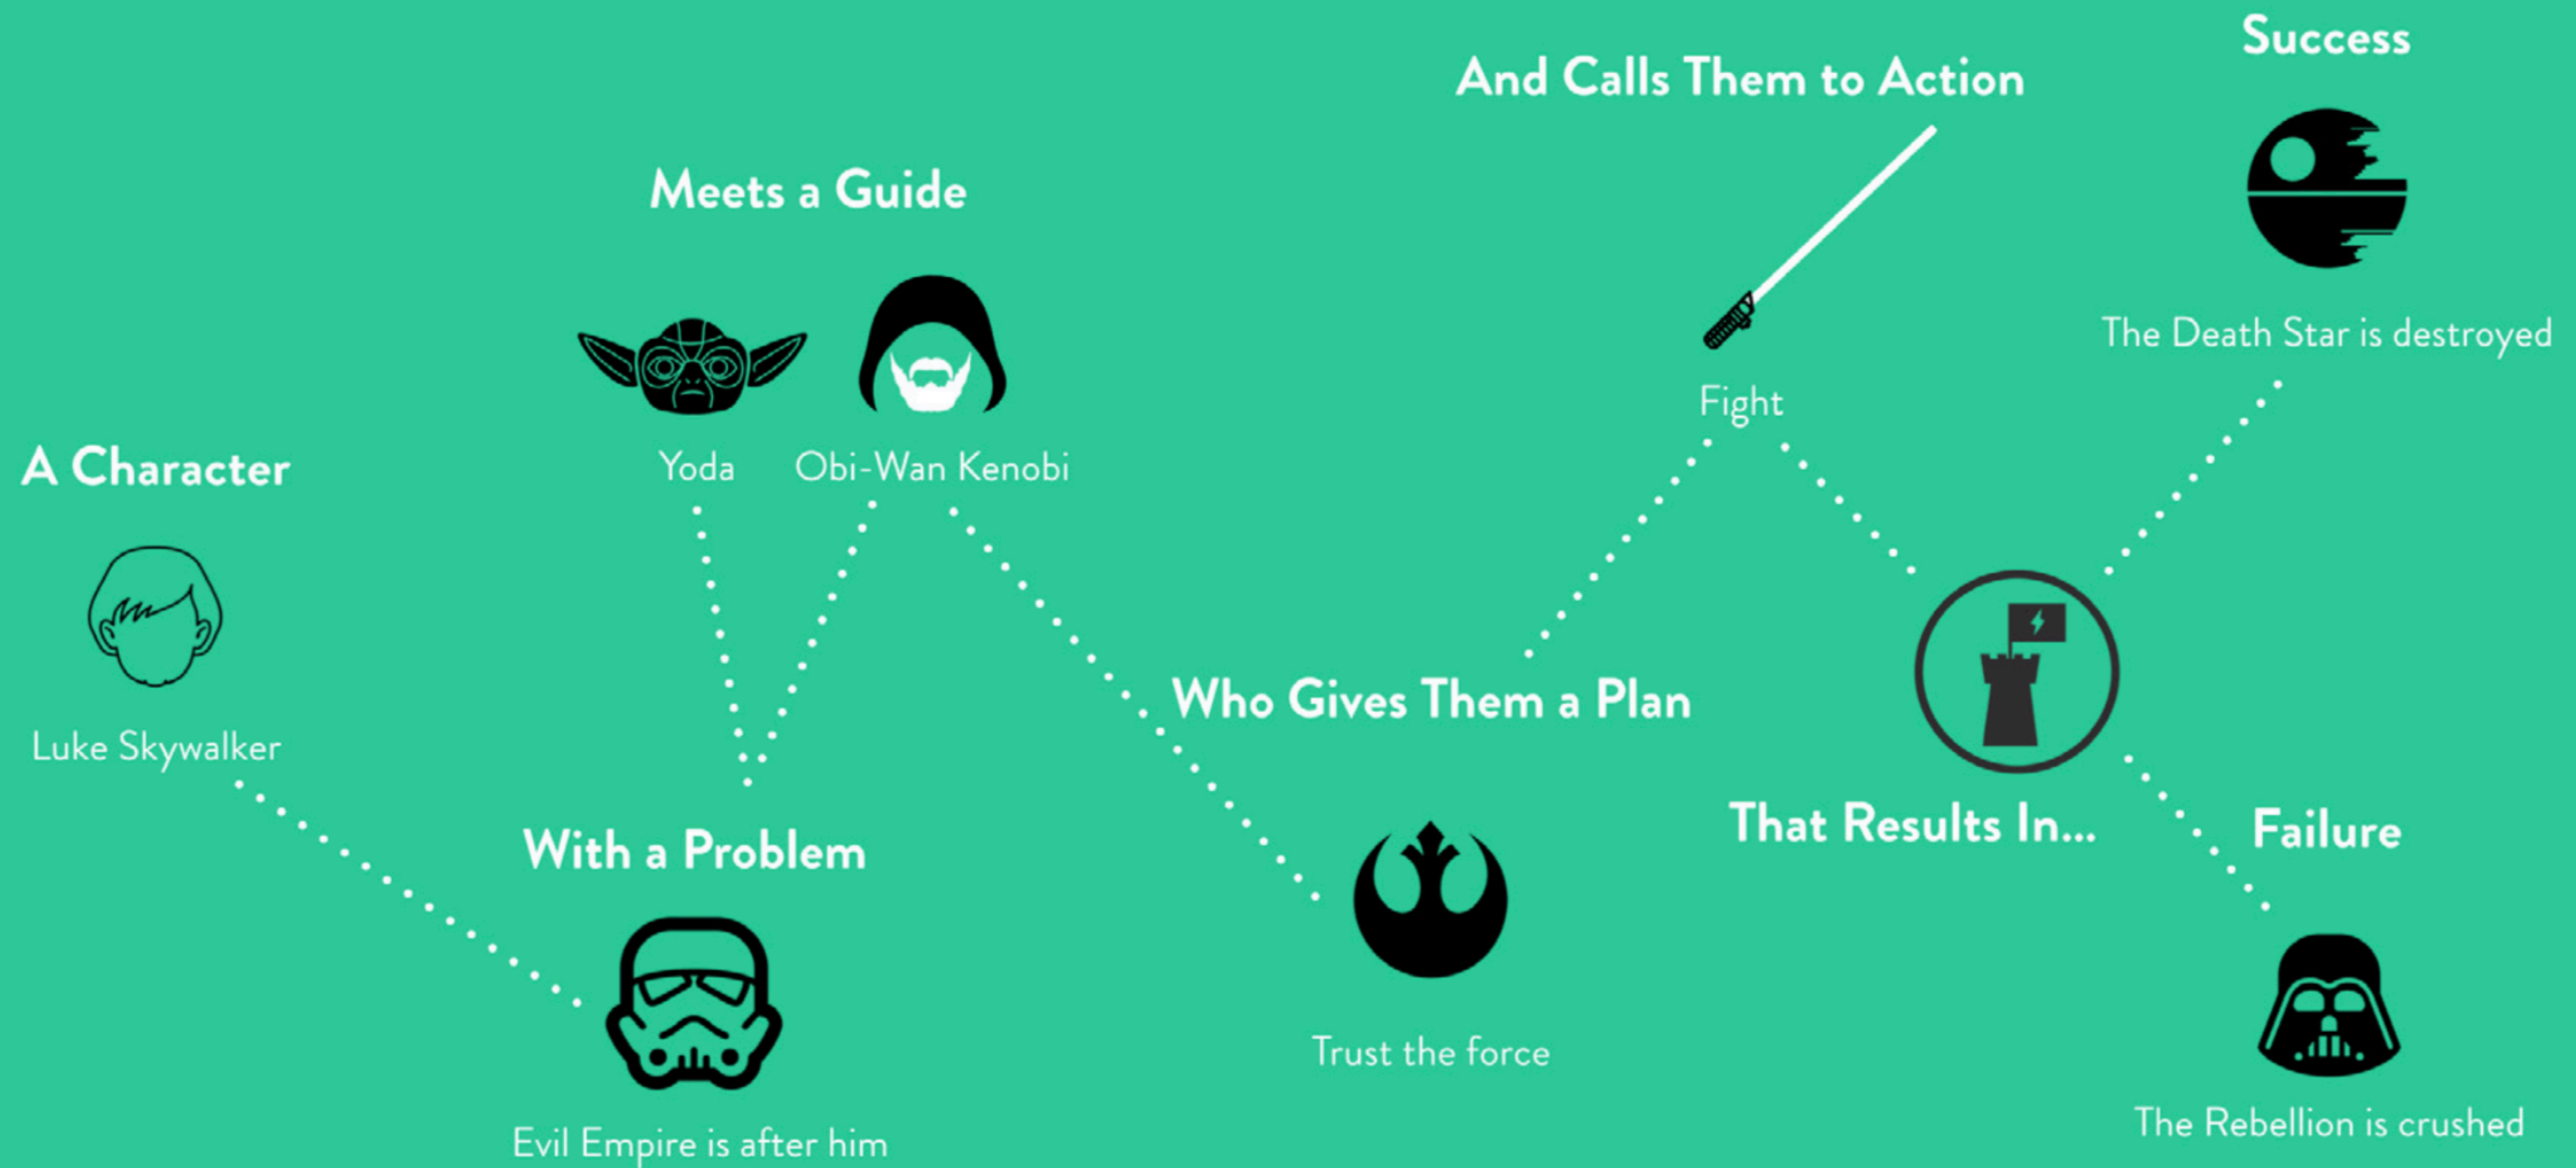 A Character
Luke Skywalker
With a Problem
Evil Empire is after him
Meets a Guide
Yoda
Obi-Wan Kenobi
Who Gives Them a Plan
Trust the force
And Calls Them to Action
Fight
That Results In...
Success
The Death Star is destroyed
Failure
The Rebellion is crushed